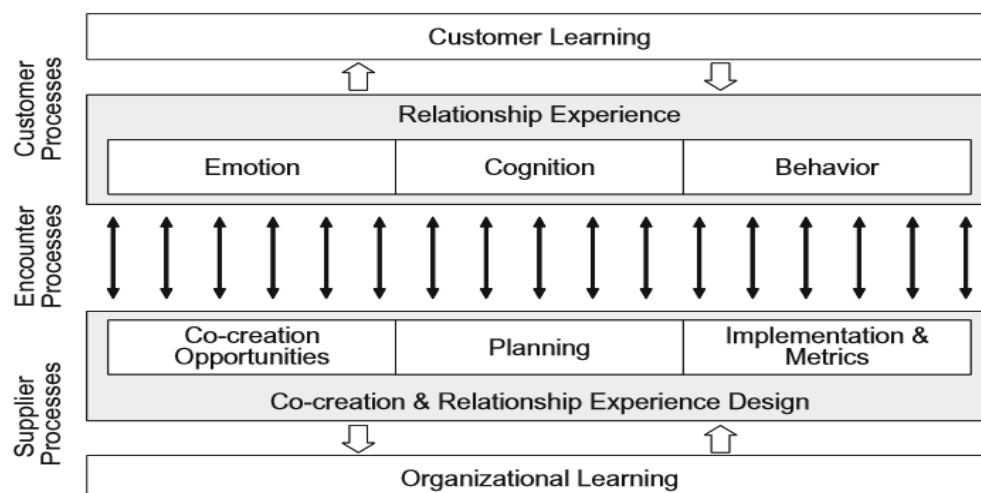 Customer Learning
Customer
Processes
Relationship Experience
Emotion
Cognition
Behavior
Encounter
Processes
Co-creation
Opportunities
Planning
Implementation &
Metrics
Supplier
Processes
Co-creation & Relationship Experience Design
Organizational Learning